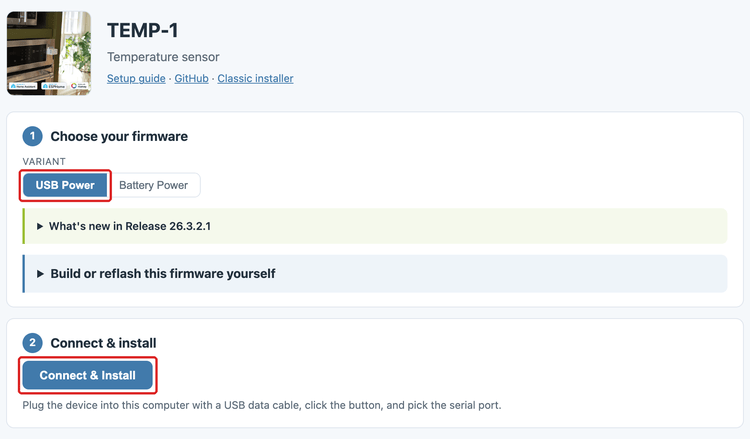 TEMP-1
Temperature sensor
Setup guide · GitHub · Classic installer
1 Choose your firmware
VARIANT
USB Power Battery Power
▶ What's new in Release 26.3.2.1
▶ Build or reflash this firmware yourself
2 Connect & install
Connect & Install
Plug the device into this computer with a USB data cable, click the button, and pick the serial port.